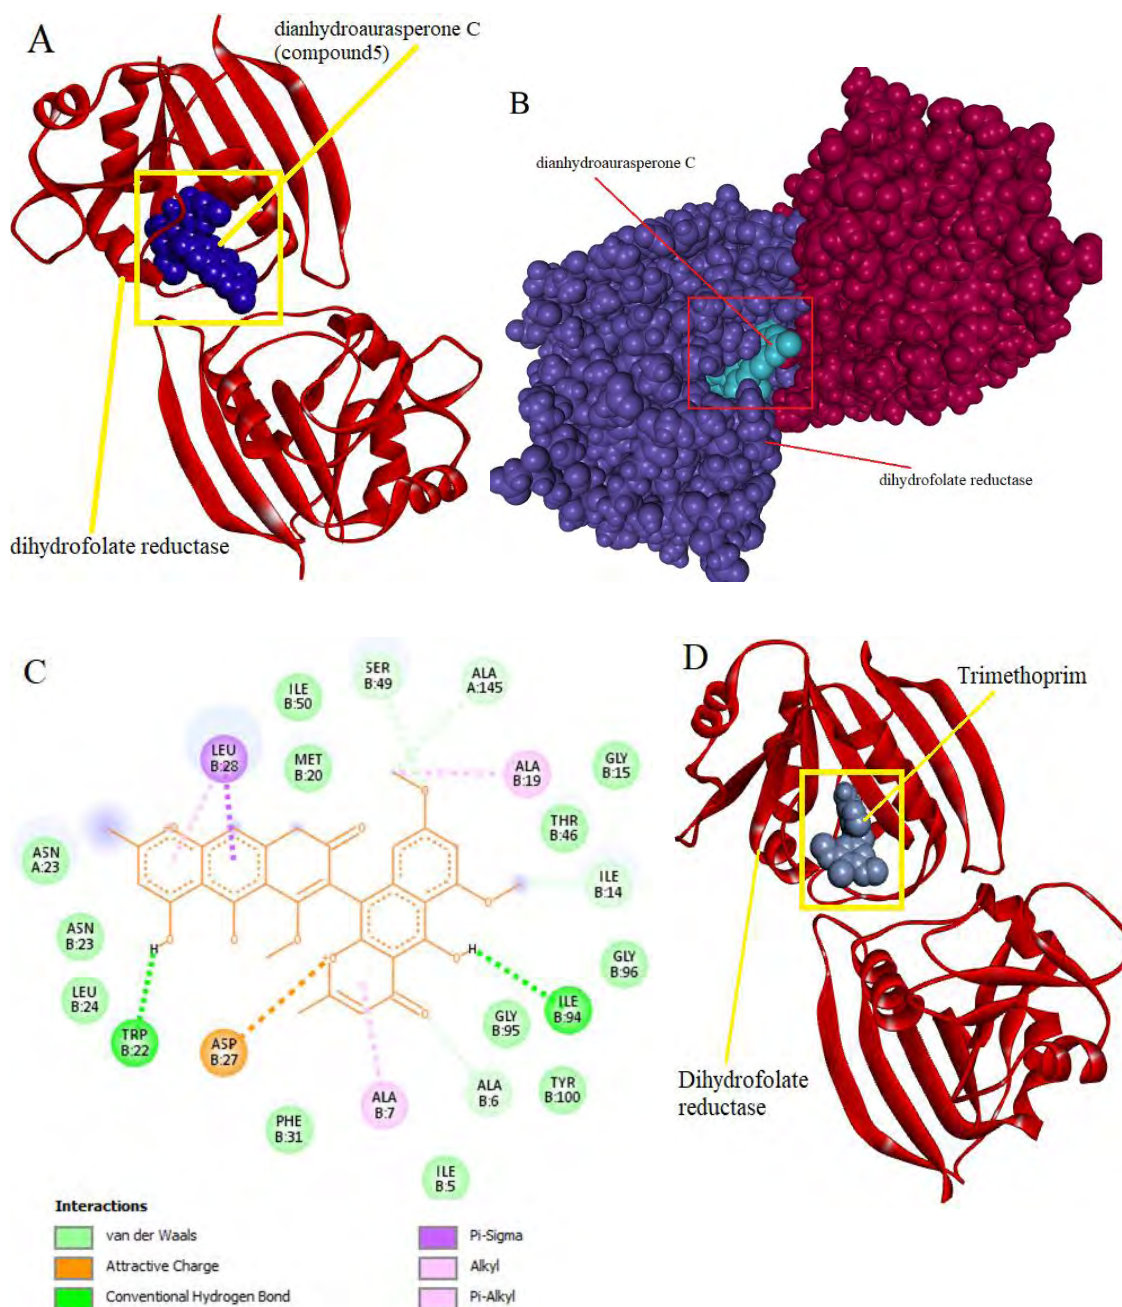 A
dianhydroaurasperone C
(compound5)
dihydrofolate reductase
B
dianhydroaurasperone C
dihydrofolate reductase
C
SER
B:49
ALA
A:145
ILE
B:50
LEU
B:28
MET
B:20
ALA
B:19
GLY
B:15
THR
B:46
ASN
A:23
ILE
B:14
ASN
B:23
H
H
GLY
B:96
LEU
B:24
ILE
B:94
GLY
B:95
TRP
B:22
ASP
B:27
ALA
B:7
ALA
B:6
TYR
B:100
PHE
B:31
ILE
B:5
Interactions
van der Waals
Attractive Charge
Conventional Hydrogen Bond
Pi-Sigma
Alkyl
Pi-Alkyl
D
Trimethoprim
Dihydrofolate
reductase